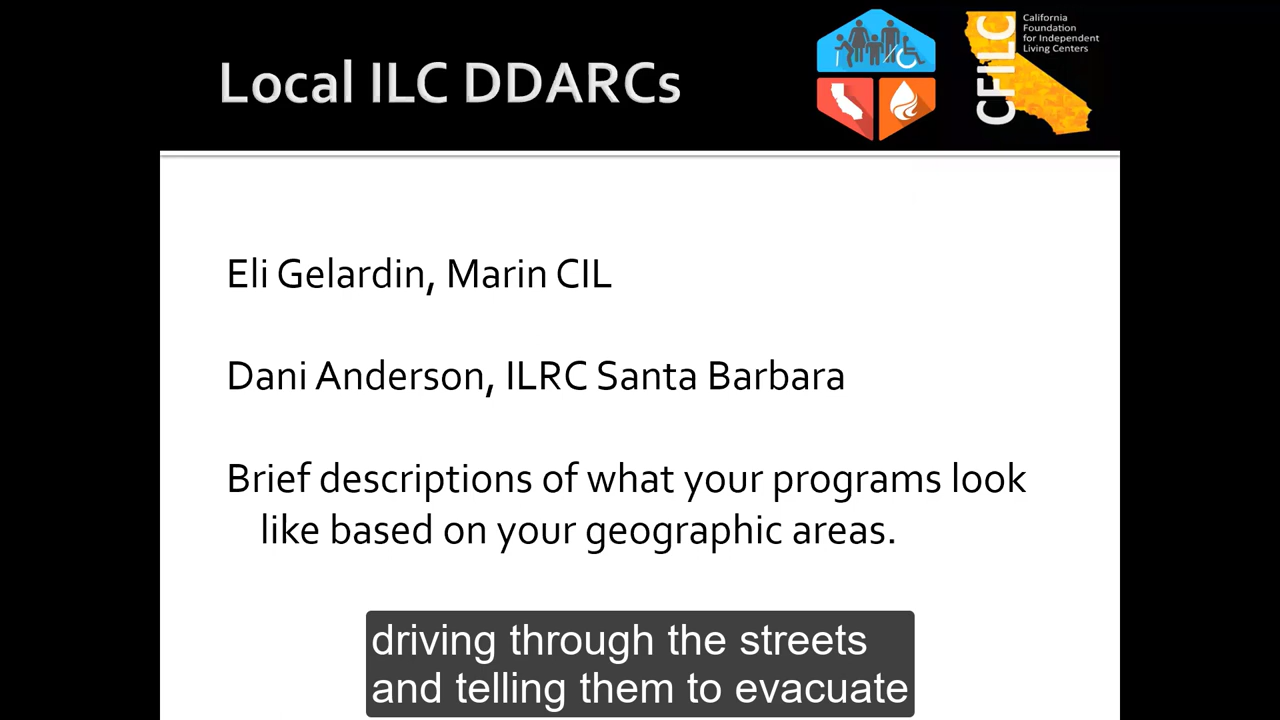 Local ILC DDARCs
CFILC
California
Foundation
for Independent
Living Centers
Eli Gelardin, Marin CIL
Dani Anderson, ILRC Santa Barbara
Brief descriptions of what your programs look
like based on your geographic areas.
driving through the streets
and telling them to evacuate